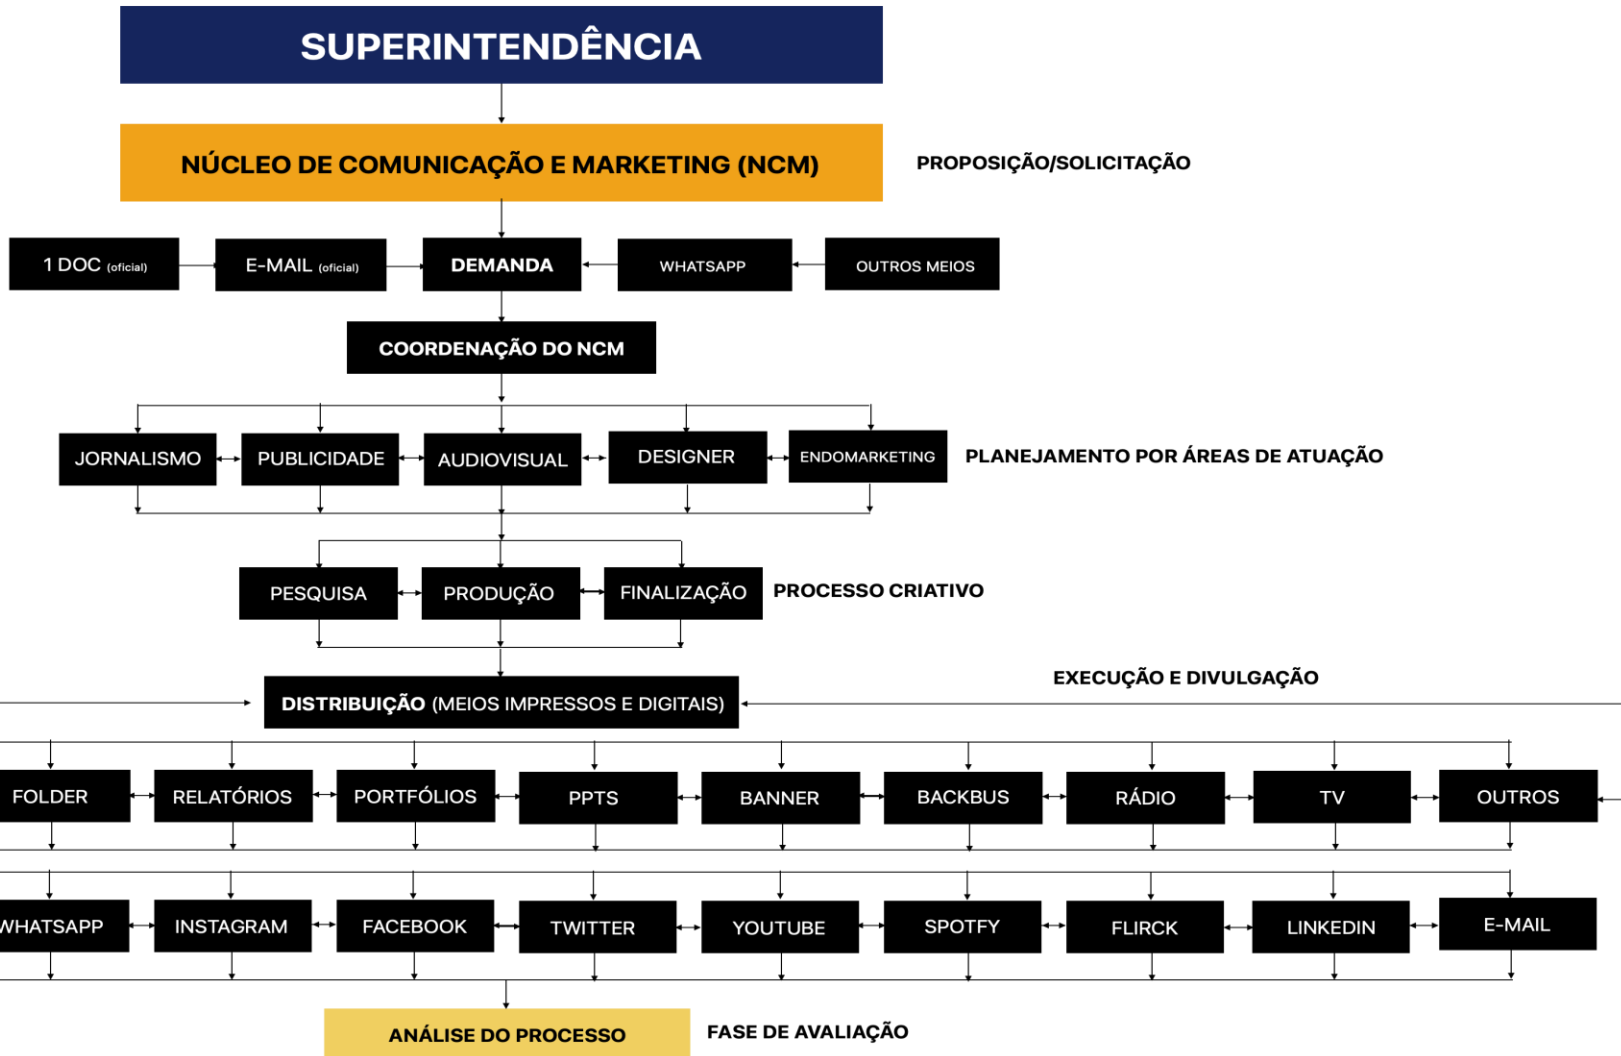 SUPERINTENDÊNCIA
NÚCLEO DE COMUNICAÇÃO E MARKETING (NCM)
PROPOSIÇÃO/SOLICITAÇÃO
1 DOC (oficial)
E-MAIL (oficial)
DEMANDA
WHATSAPP
OUTROS MEIOS
COORDENAÇÃO DO NCM
JORNALISMO
PUBLICIDADE
AUDIOVISUAL
DESIGNER
ENDOMARKETING
PLANEJAMENTO POR ÁREAS DE ATUAÇÃO
PESQUISA
PRODUÇÃO
FINALIZAÇÃO
PROCESSO CRIATIVO
EXECUÇÃO E DIVULGAÇÃO
DISTRIBUIÇÃO (MEIOS IMPRESSOS E DIGITAIS)
FOLDER
RELATÓRIOS
PORTFÓLIOS
PPTS
BANNER
BACKBUS
RÁDIO
TV
OUTROS
WHATSAPP
INSTAGRAM
FACEBOOK
TWITTER
YOUTUBE
SPOTFY
FLIRCK
LINKEDIN
E-MAIL
ANÁLISE DO PROCESSO
FASE DE AVALIAÇÃO